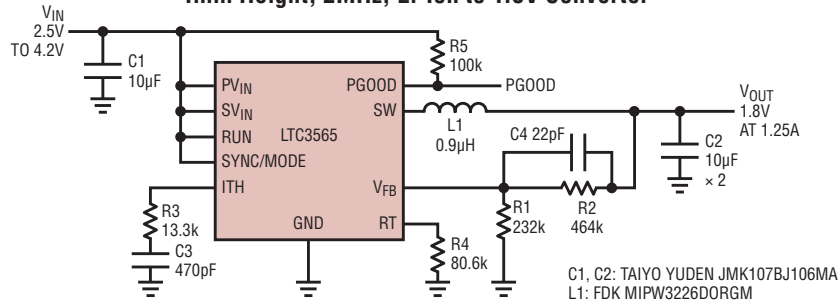 1mm Height, 2MHz, Li-Ion to 1.8V Converter
VIN
2.5V
TO 4.2V
C1
10µF
R5
100k
PVIN
SVIN
RUN
SYNC/MODE
ITH
LTC3565
GND
PGOOD
SW
VFB
RT
PGOOD
L1
0.9µH
C4 22pF
VOUT
1.8V
AT 1.25A
C2
10µF
× 2
R3
13.3k
C3
470pF
R4
80.6k
R1
232k
R2
464k
C1, C2: TAIYO YUDEN JMK107BJ106MA
L1: FDK MIPW3226DORGM